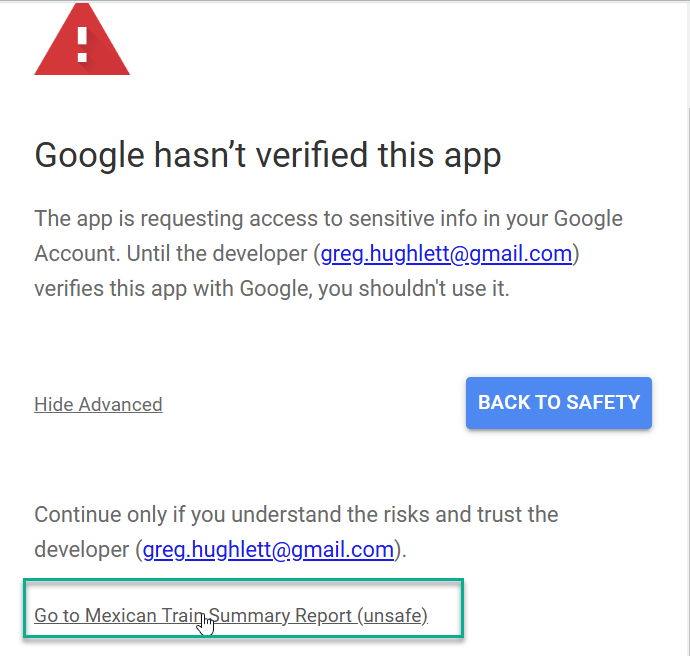 Google hasn’t verified this app
The app is requesting access to sensitive info in your Google
Account. Until the developer (greg.hughlett@gmail.com)
verifies this app with Google, you shouldn't use it.
Hide Advanced
BACK TO SAFETY
Continue only if you understand the risks and trust the
developer (greg.hughlett@gmail.com).
Go to Mexican Train Summary Report (unsafe)